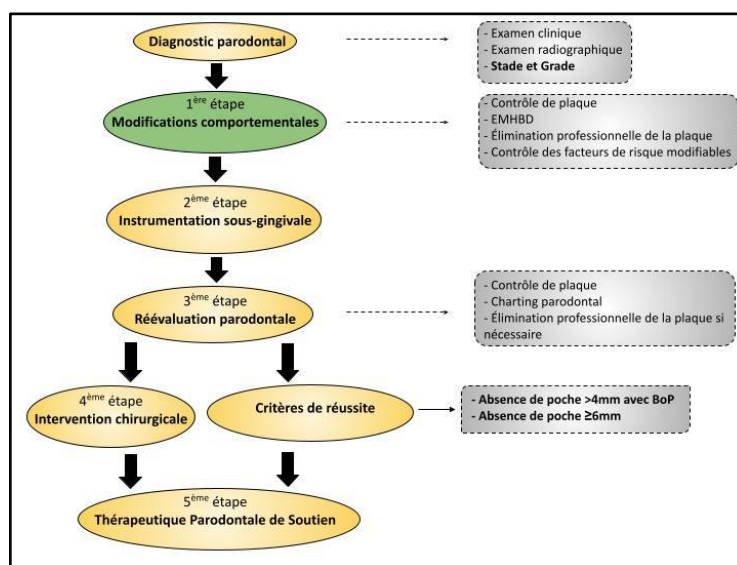 Diagnostic parodontal
- Examen clinique
- Examen radiographique
- Stade et Grade
1ère étape
Modifications comportementales
- Contrôle de plaque
- EMHBD
- Élimination professionnelle de la plaque
- Contrôle des facteurs de risque modifiables
2ème étape
Instrumentation sous-gingivale
3ème étape
Réévaluation parodontale
- Contrôle de plaque
- Charting parodontal
- Élimination professionnelle de la plaque si
nécessaire
4ème étape
Intervention chirurgicale
Critères de réussite
- Absence de poche >4mm avec BoP
- Absence de poche ≥6mm
5ème étape
Thérapeutique Parodontale de Soutien